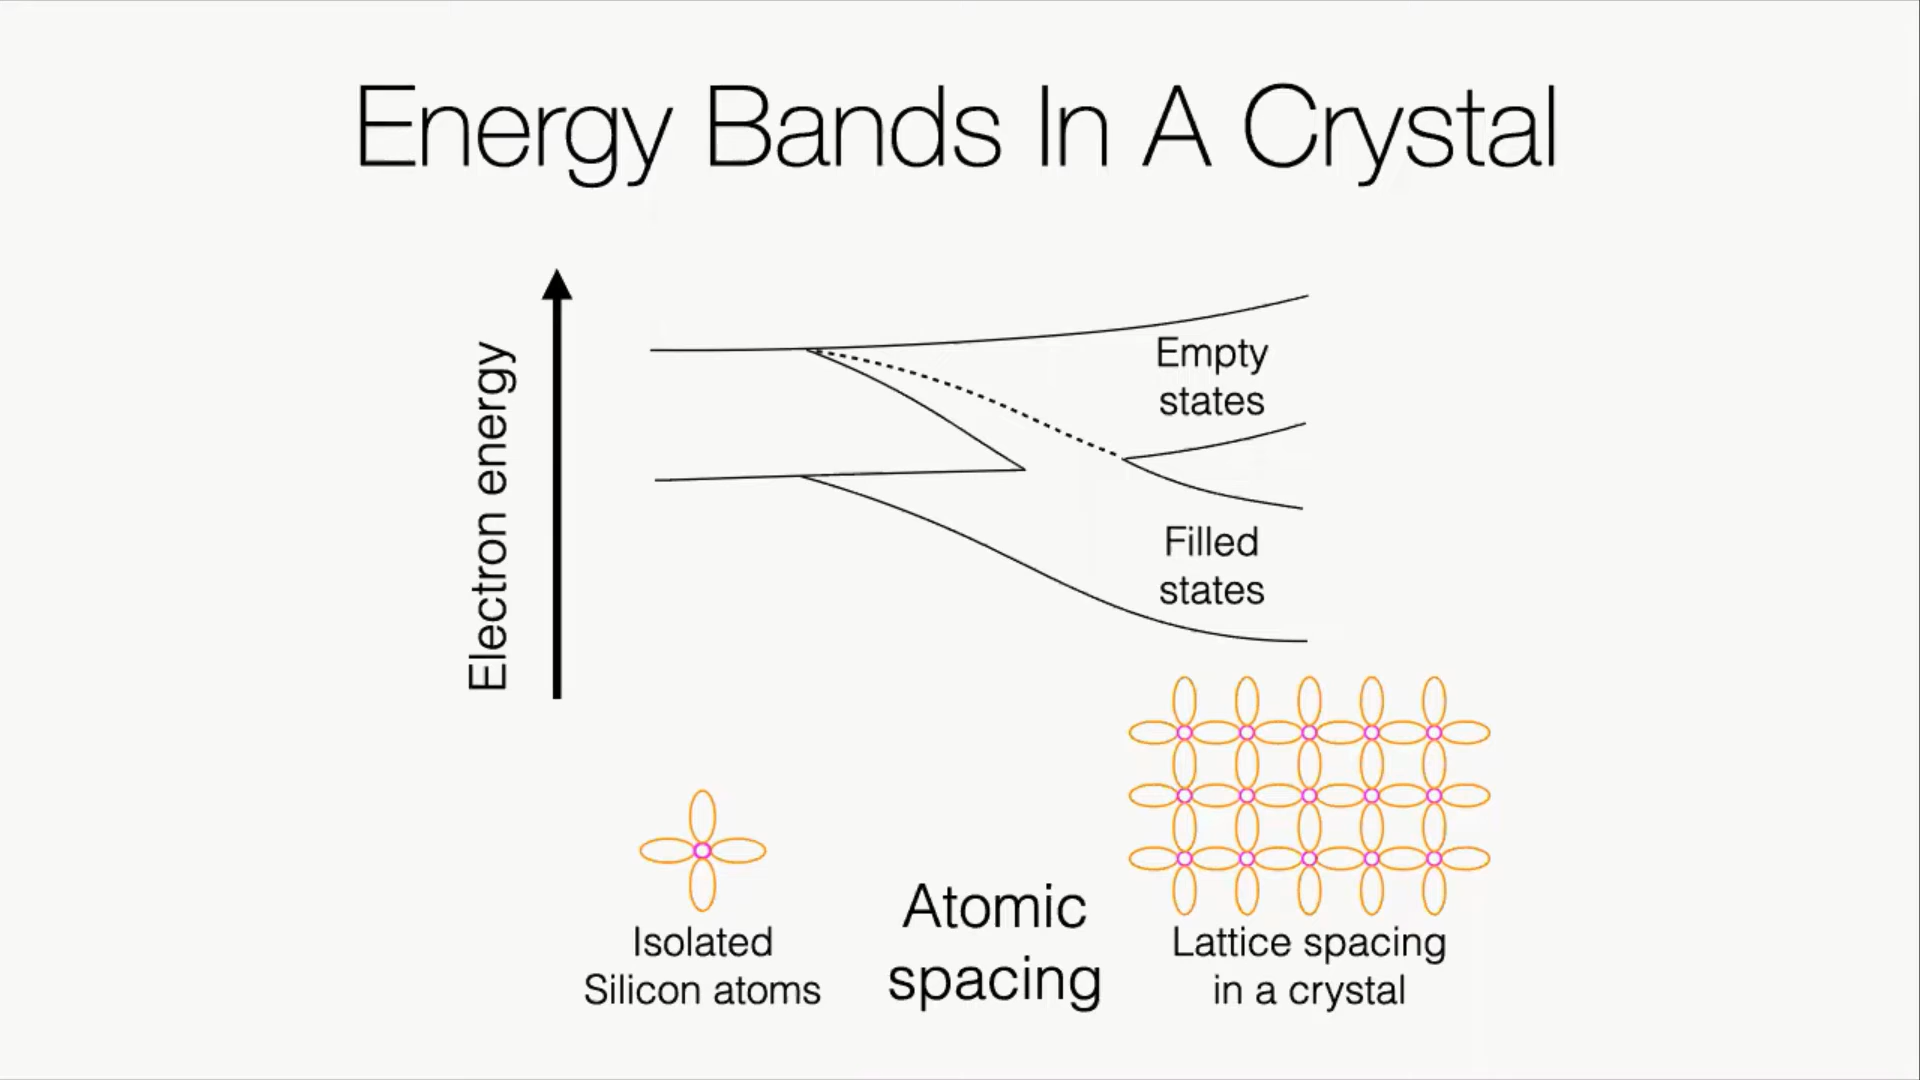 Energy Bands In A Crystal
Electron energy
Empty
states
Filled
states
Isolated
Silicon atoms
Atomic
spacing
Lattice spacing
in a crystal